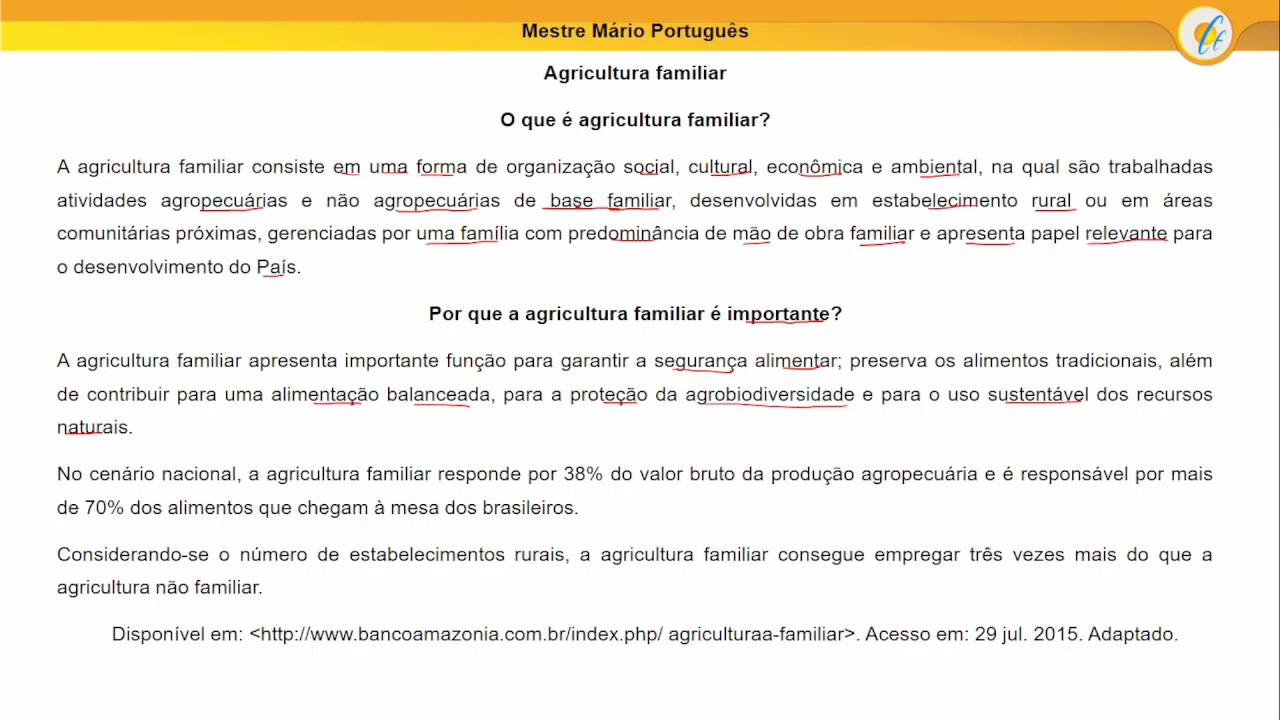 Mestre Mário Português
Agricultura familiar
O que é agricultura familiar?
A agricultura familiar consiste em uma forma de organização social, cultural, econômica e ambiental, na qual são trabalhadas
atividades agropecuárias e não agropecuárias de base familiar, desenvolvidas em estabelecimento rural ou em áreas
comunitárias próximas, gerenciadas por uma família com predominância de mão de obra familiar e apresenta papel relevante para
o desenvolvimento do País.
Por que a agricultura familiar é importante?
A agricultura familiar apresenta importante função para garantir a segurança alimentar; preserva os alimentos tradicionais, além
de contribuir para uma alimentação balanceada, para a proteção da agrobiodiversidade e para o uso sustentável dos recursos
naturais.
No cenário nacional, a agricultura familiar responde por 38% do valor bruto da produção agropecuária e é responsável por mais
de 70% dos alimentos que chegam à mesa dos brasileiros.
Considerando-se o número de estabelecimentos rurais, a agricultura familiar consegue empregar três vezes mais do que a
agricultura não familiar.
Disponível em: <http://www.bancoamazonia.com.br/index.php/ agriculturaa-familiar>. Acesso em: 29 jul. 2015. Adaptado.